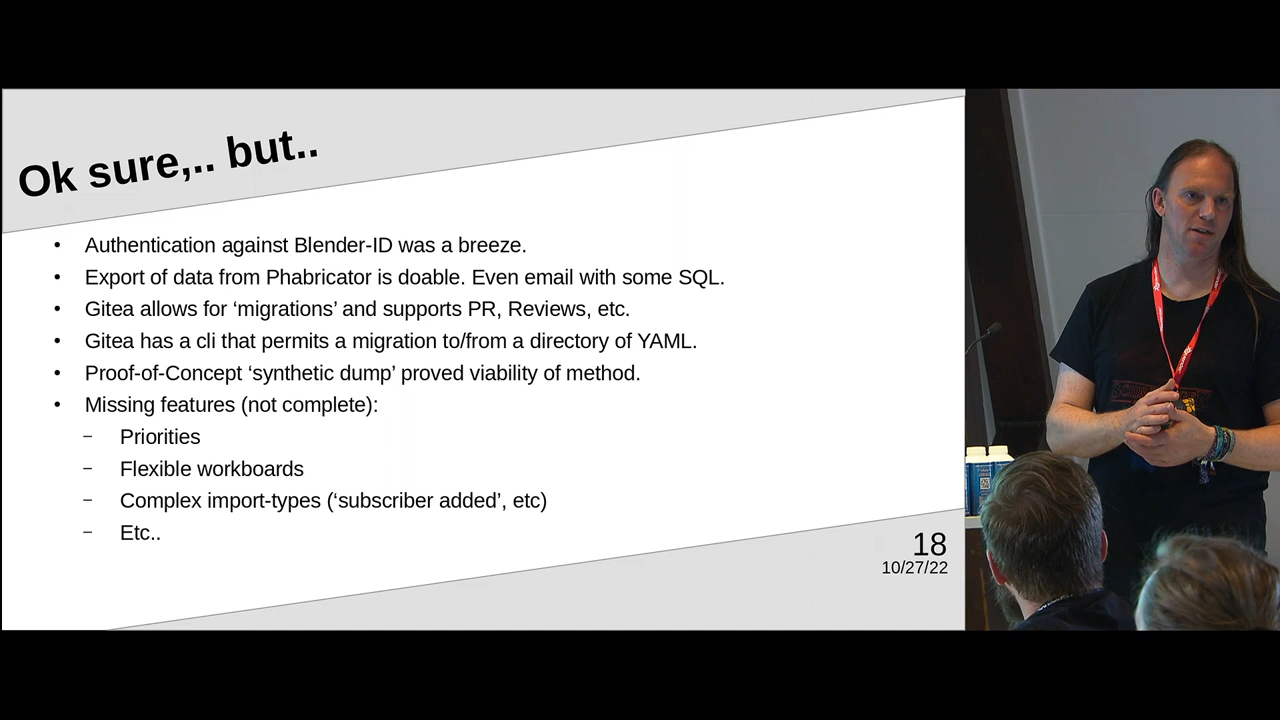 Ok sure,.. but..
• Authentication against Blender-ID was a breeze.
• Export of data from Phabricator is doable. Even email with some SQL.
• Gitea allows for ‘migrations’ and supports PR, Reviews, etc.
• Gitea has a cli that permits a migration to/from a directory of YAML.
• Proof-of-Concept ‘synthetic dump’ proved viability of method.
• Missing features (not complete):
– Priorities
– Flexible workboards
– Complex import-types (‘subscriber added’, etc)
– Etc..
18
10/27/22